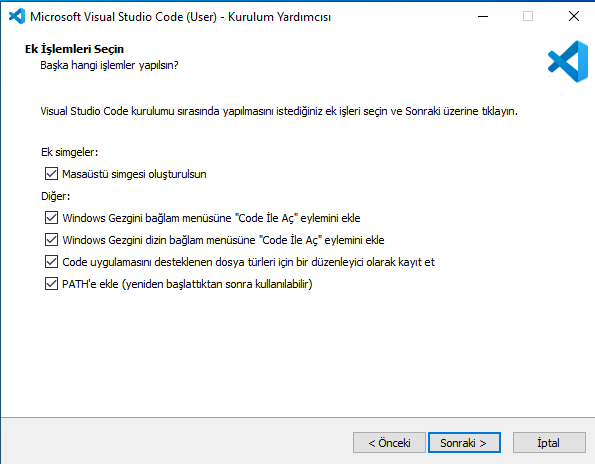 Microsoft Visual Studio Code (User) - Kurulum Yardımcısı
Ek İşlemleri Seçin
Başka hangi işlemler yapılsın?
Visual Studio Code kurulumu sırasında yapılmasını istediğiniz ek işleri seçin ve Sonraki üzerine tıklayın.
Ek simgeler:
Masaüstü simgesi oluşturulsun
Diğer:
Windows Gezgini bağlam menüsüne "Code İle Aç" eylemini ekle
Windows Gezgini dizin bağlam menüsüne "Code İle Aç" eylemini ekle
Code uygulamasını desteklenen dosya türleri için bir düzenleyici olarak kayıt et
PATH'e ekle (yeniden başlattıktan sonra kullanılabilir)
< Önceki Sonraki > İptal